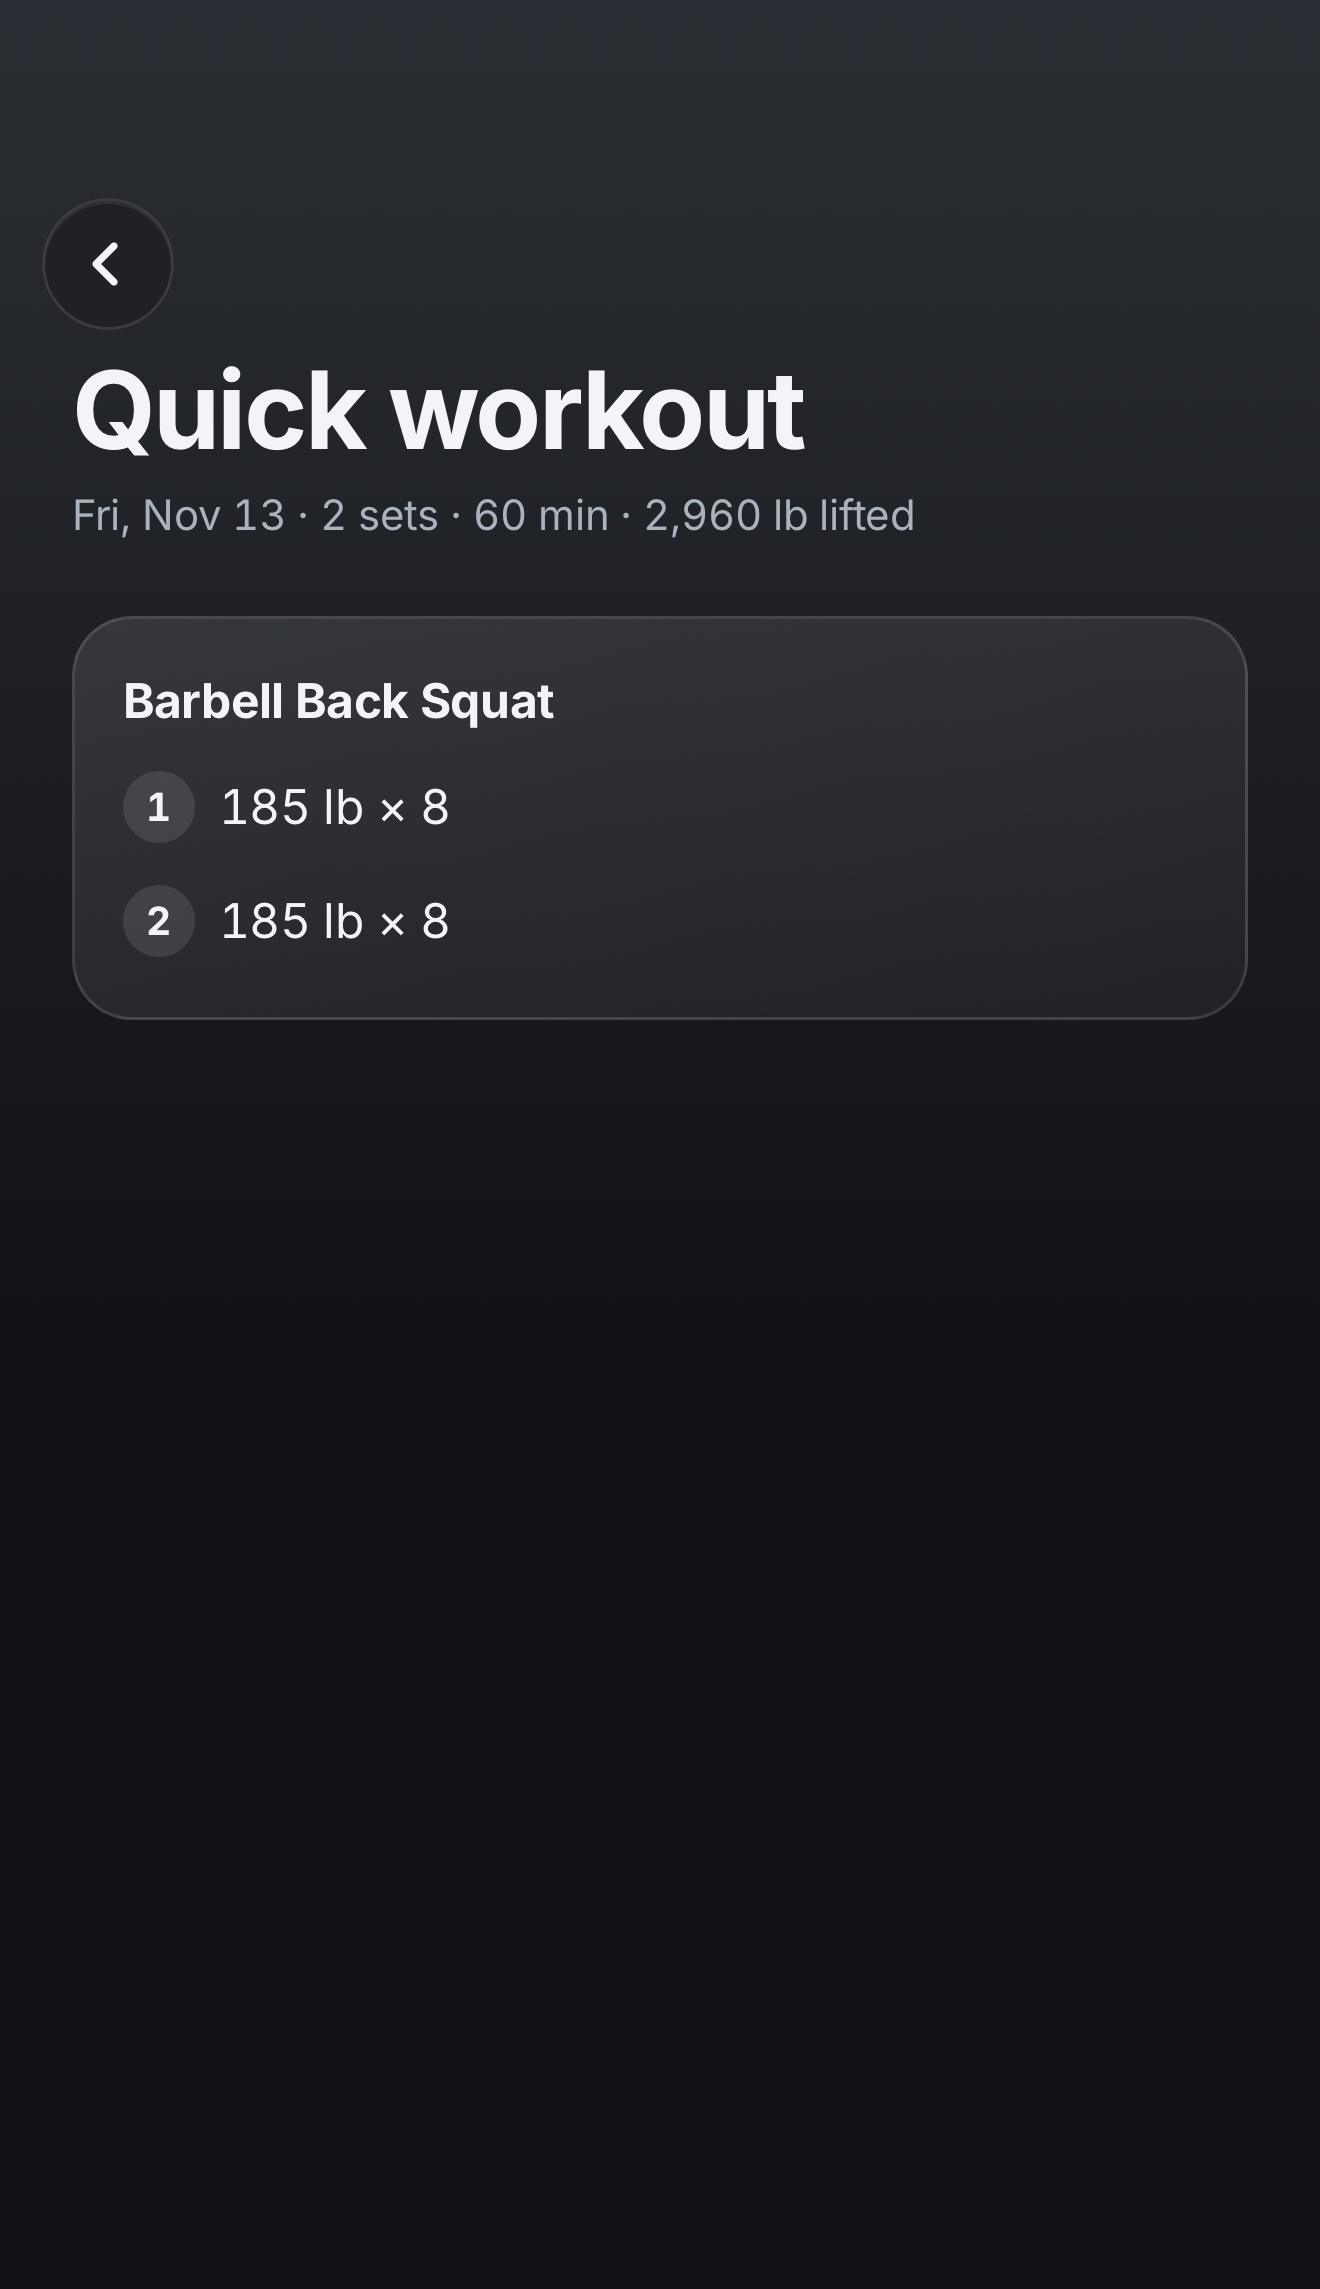 Quick workout
Fri, Nov 13 · 2 sets · 60 min · 2,960 lb lifted
Barbell Back Squat
1 185 lb × 8
2 185 lb × 8